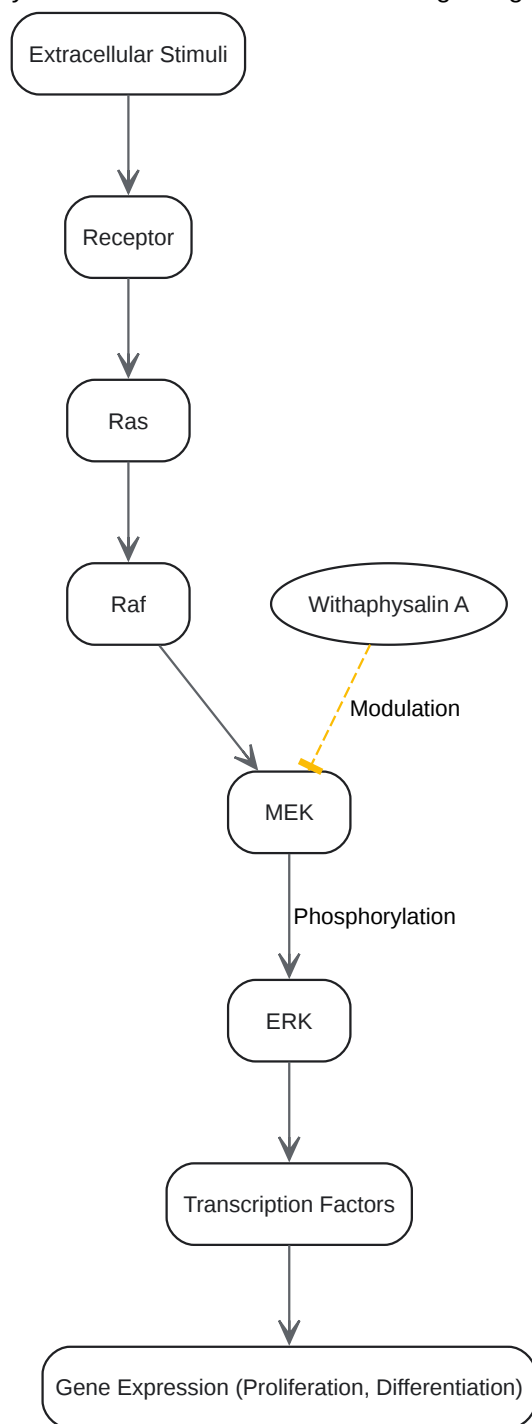 Extracellular Stimuli
Receptor
Ras
Raf
Withaphysalin A
Modulation
MEK
Phosphorylation
ERK
Transcription Factors
Gene Expression (Proliferation, Differentiation)